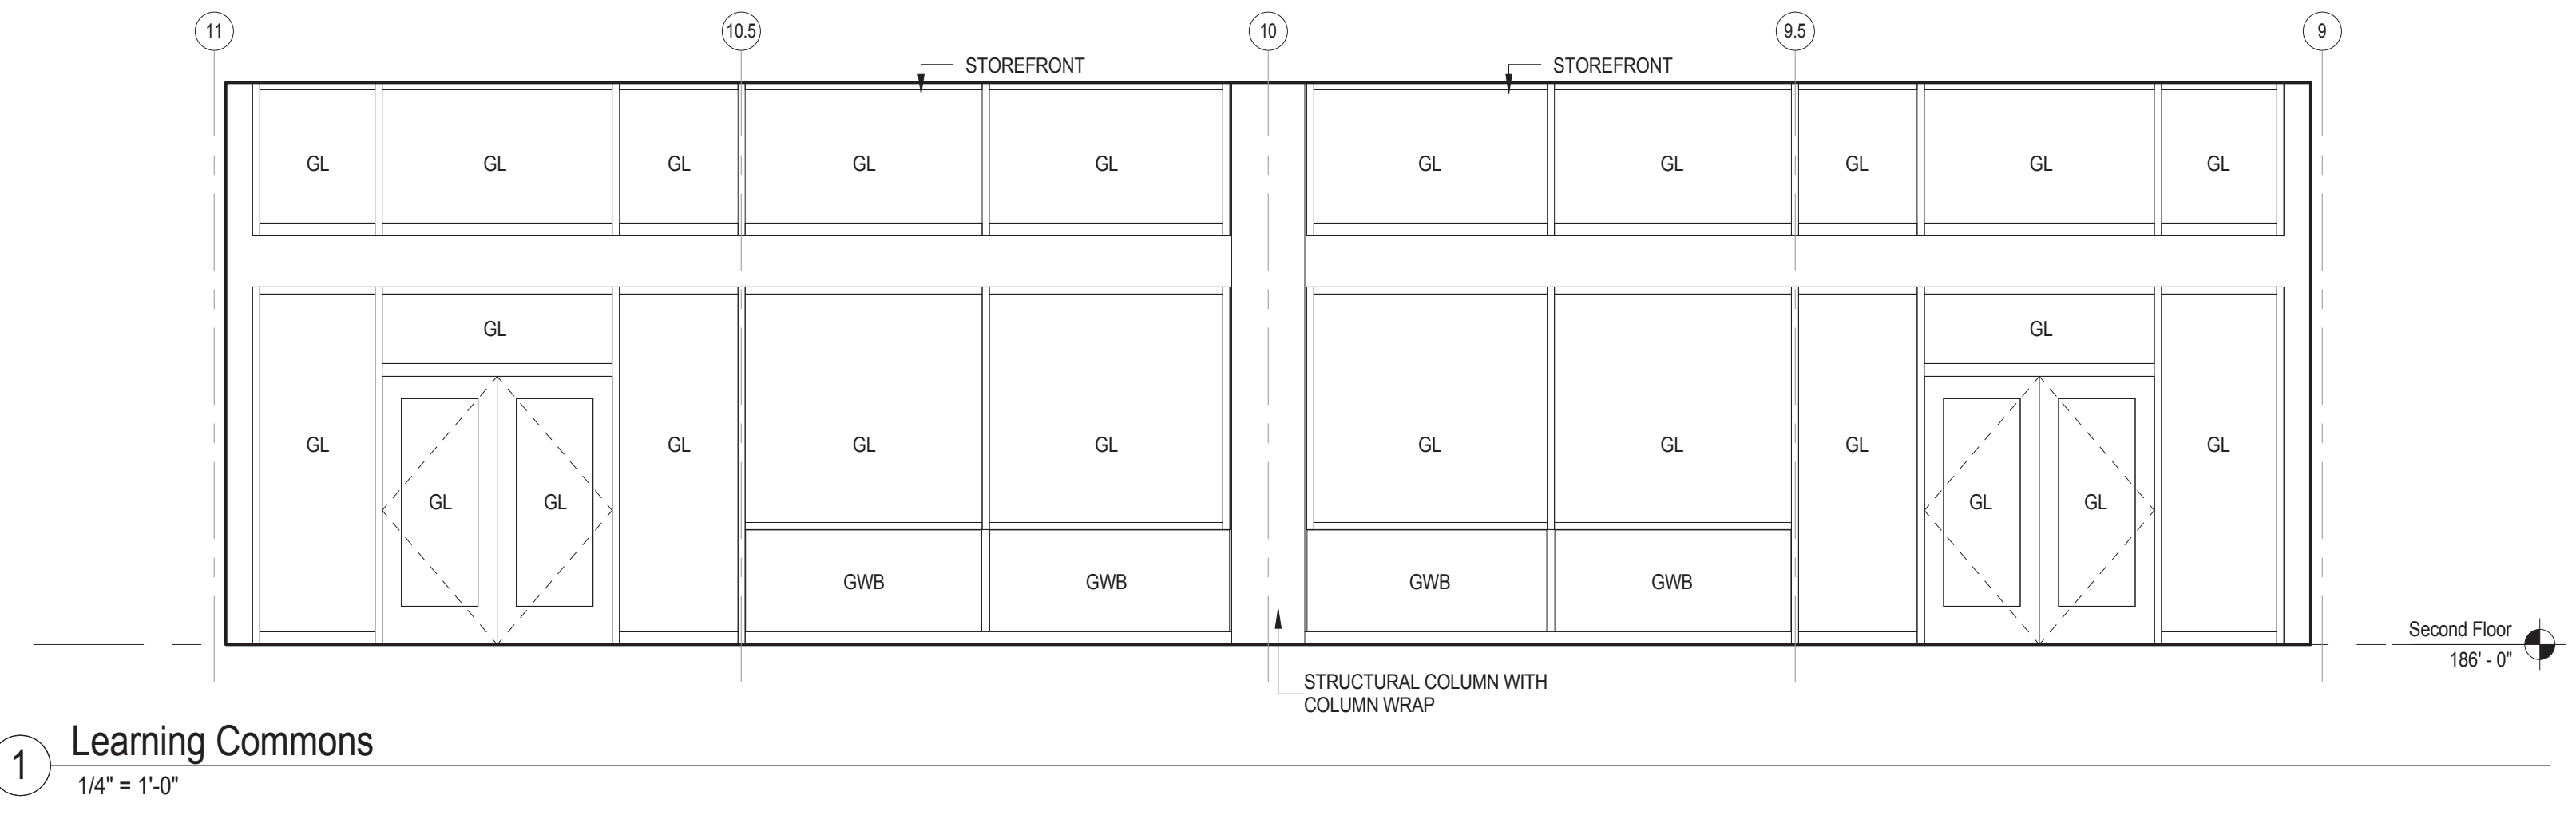 11 10.5 10 9.5 9
STOREFRONT STOREFRONT
GL GL GL GL GL GL GL GL GL GL
GL GL
GL GL GL GL GL GL GL GL
GL GL GL GL
GWB GWB GWB GWB
Second Floor
186' - 0"
STRUCTURAL COLUMN WITH
COLUMN WRAP
1 Learning Commons
1/4" = 1'-0"